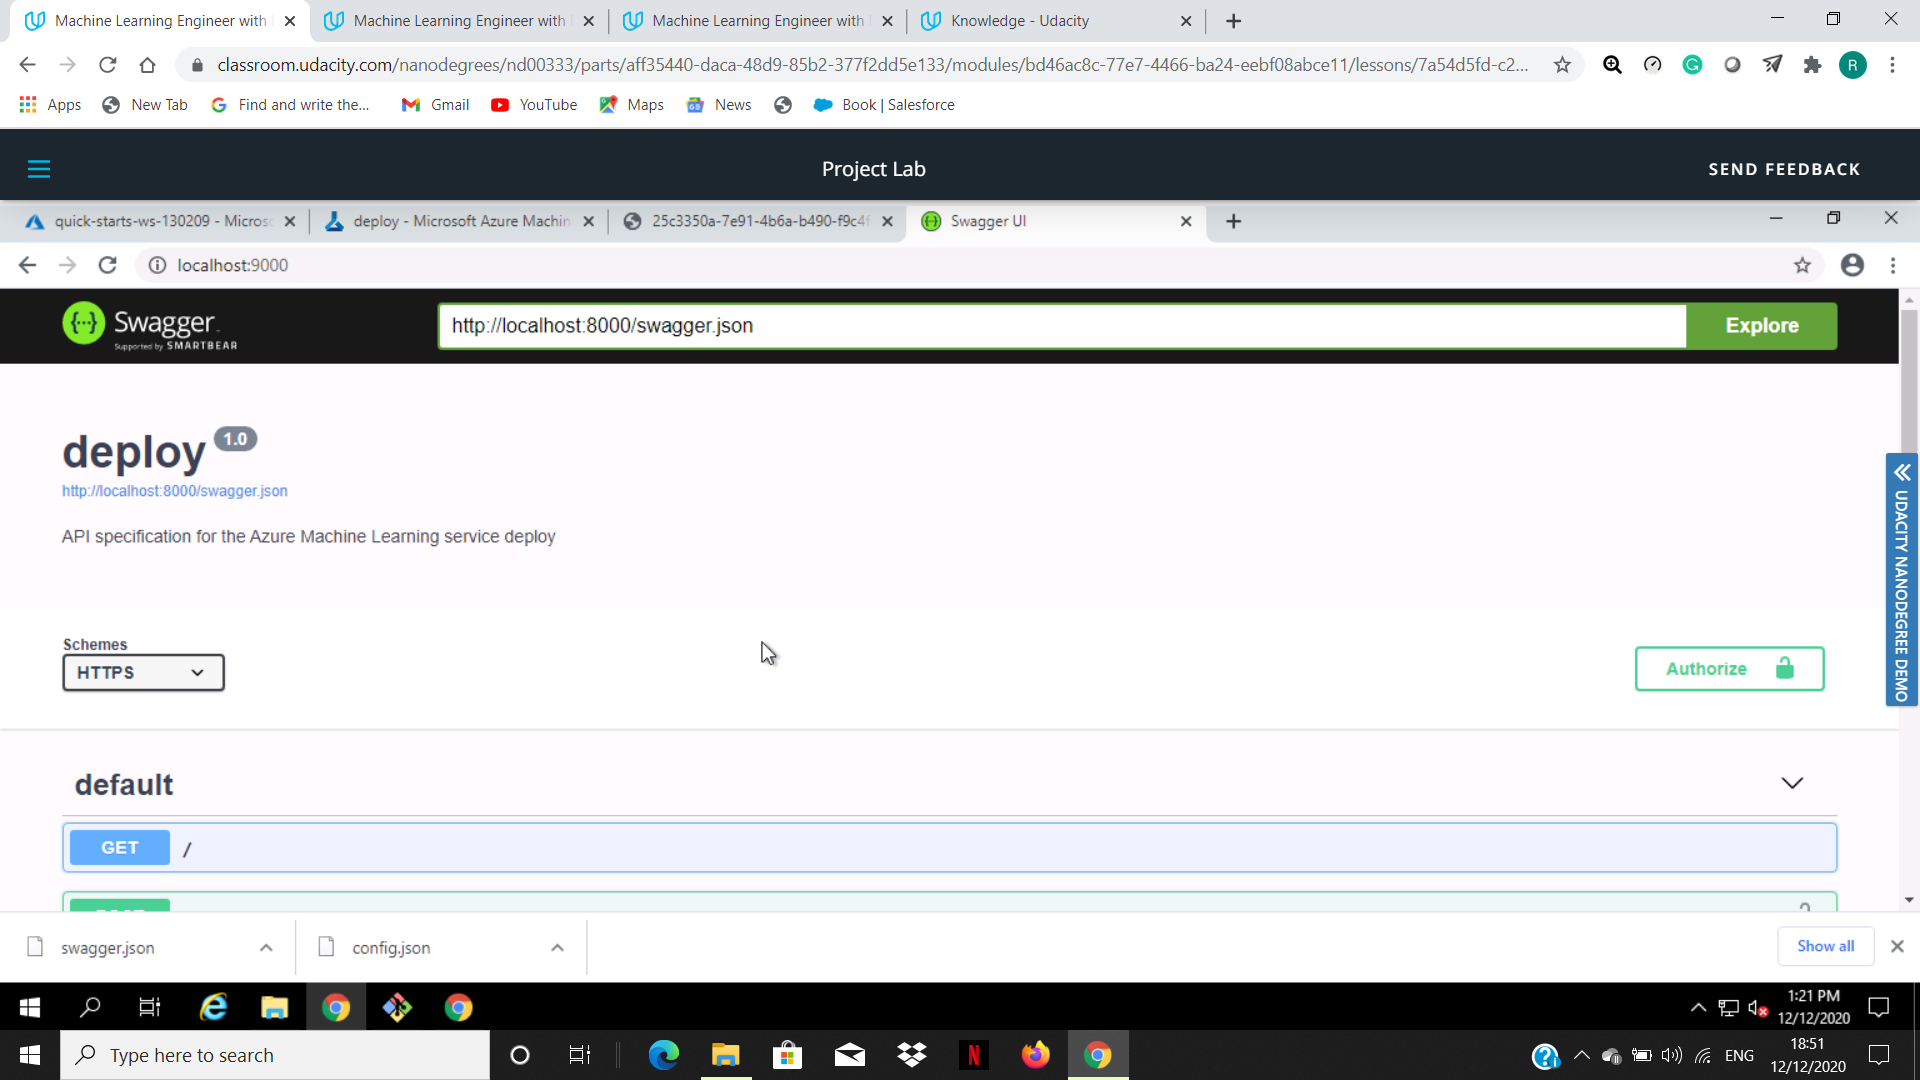 Machine Learning Engineer with
Machine Learning Engineer with
Machine Learning Engineer with
Knowledge - Udacity
classroom.udacity.com/nanodegrees/nd00333/parts/aff35440-daca-48d9-85b2-377f2dd5e133/modules/bd46ac8c-77e7-4466-ba24-eebf08abce11/lessons/7a54d5fd-c2...
R
Apps
New Tab
Find and write the...
Gmail
YouTube
Maps
News
Book | Salesforce
Project Lab
SEND FEEDBACK
quick-starts-ws-130209 - Micros
deploy - Microsoft Azure Machin
25c3350a-7e91-4b6a-b490-f9c4f
Swagger UI
localhost:9000
Swagger
Supported by SMARTBEAR
http://localhost:8000/swagger.json
Explore
deploy 1.0
http://localhost:8000/swagger.json
API specification for the Azure Machine Learning service deploy
UDACITY NANODEGREE DEMO
Schemes
HTTPS
Authorize
default
GET /
swagger.json
config.json
Show all
1:21 PM
12/12/2020
Type here to search
ENG
18:51
12/12/2020